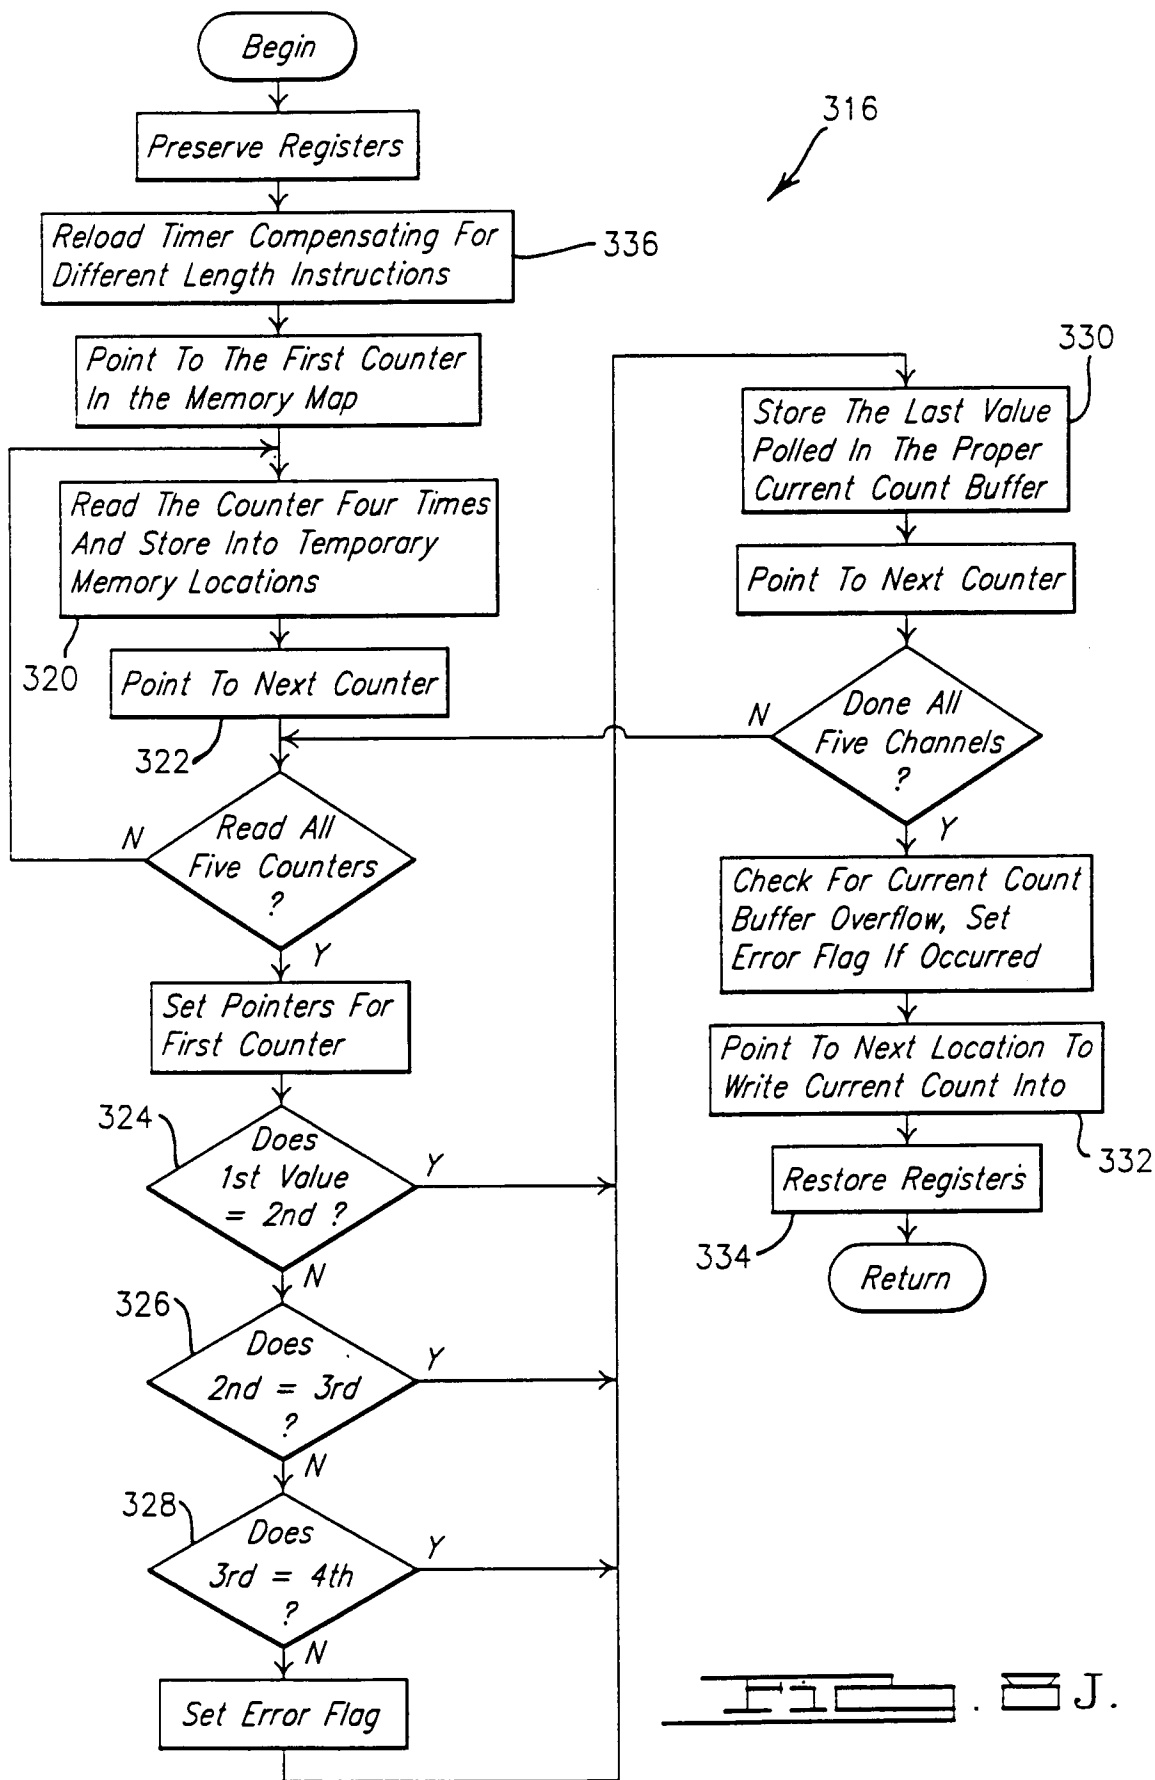 Begin
Preserve Registers
316
Reload Timer Compensating For
Different Length Instructions
336
Point To The First Counter
In the Memory Map
Read The Counter Four Times
And Store Into Temporary
Memory Locations
320
Point To Next Counter
322
Read All
Five Counters
?
N
Y
Set Pointers For
First Counter
324
Does
1st Value
= 2nd ?
Y
N
326
Does
2nd = 3rd
?
Y
N
328
Does
3rd = 4th
?
Y
N
Set Error Flag
330
Store The Last Value
Polled In The Proper
Current Count Buffer
Point To Next Counter
Done All
Five Channels
?
N
Y
Check For Current Count
Buffer Overflow, Set
Error Flag If Occurred
Point To Next Location To
Write Current Count Into
332
Restore Registers
334
Return
J.